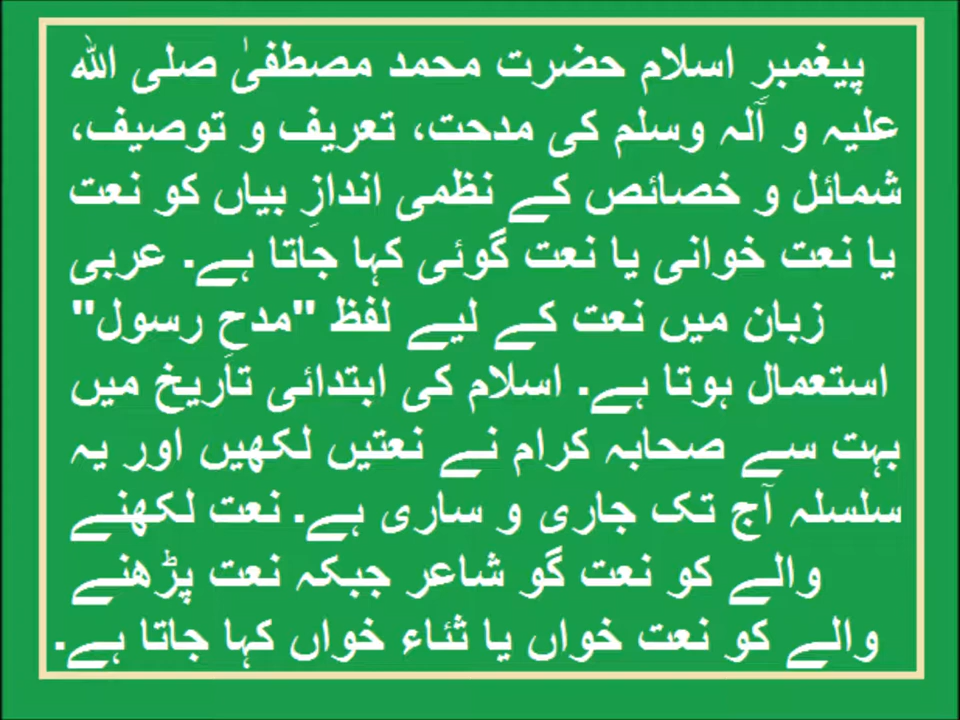 پیغمبرِ اسلام حضرت محمد مصطفیٰ صلی اللہ
علیہ و آلہ وسلم کی مدحت، تعریف و توصیف،
شمائل و خصائص کے نظمی اندازِ بیاں کو نعت
یا نعت خوانی یا نعت گوئی کہا جاتا ہے۔ عربی
زبان میں نعت کے لیے لفظ "مدحِ رسول"
استعمال ہوتا ہے۔ اسلام کی ابتدائی تاریخ میں
بہت سے صحابہ کرام نے نعتیں لکھیں اور یہ
سلسلہ آج تک جاری و ساری ہے۔ نعت لکھنے
والے کو نعت گو شاعر جبکہ نعت پڑھنے
والے کو نعت خواں یا ثئاء خواں کہا جاتا ہے۔